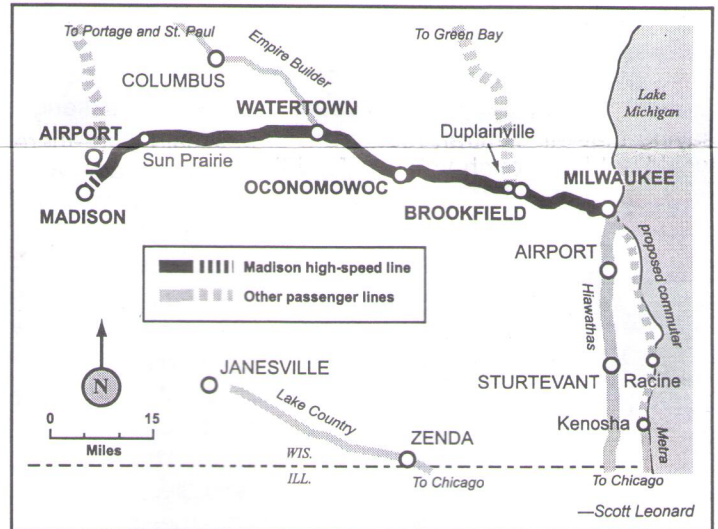 To Portage and St. Paul
Empire Builder
To Green Bay
COLUMBUS
Lake
Michigan
WATERTOWN
Duplainville
AIRPORT
Sun Prairie
MILWAUKEE
OCONOMOWOC
MADISON
BROOKFIELD
proposed commuter
AIRPORT
Madison high-speed line
Other passenger lines
Hiawathas
N
JANESVILLE
STURTEVANT
Racine
Lake Country
0 15
Miles
ZENDA
Kenosha
Metra
WIS.
ILL.
To Chicago
To Chicago
—Scott Leonard